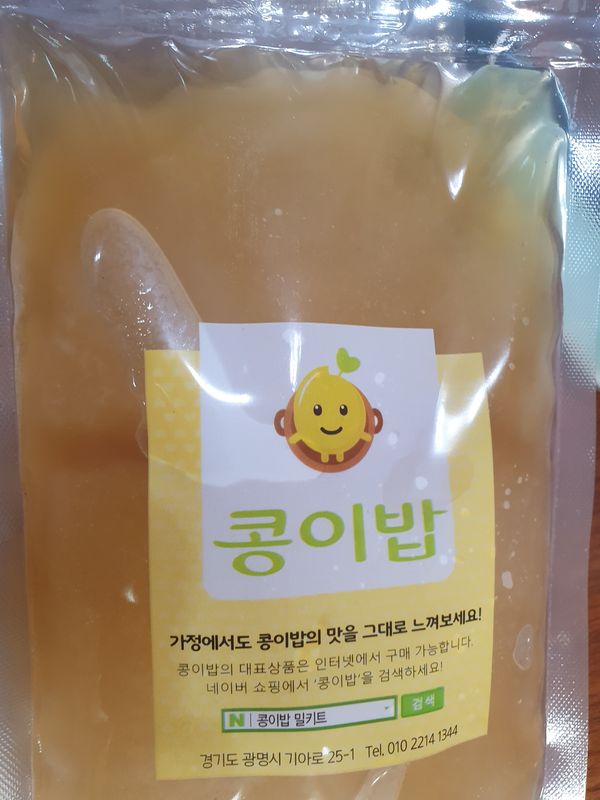 콩이밥
가정에서도 콩이밥의 맛을 그대로 느껴보세요!
콩이밥의 대표상품은 인터넷에서 구매 가능합니다.
네이버 쇼핑에서 '콩이밥'을 검색하세요!
N 콩이밥 밀키트 검색
경기도 광명시 기아로 25-1 Tel. 010 2214 1344